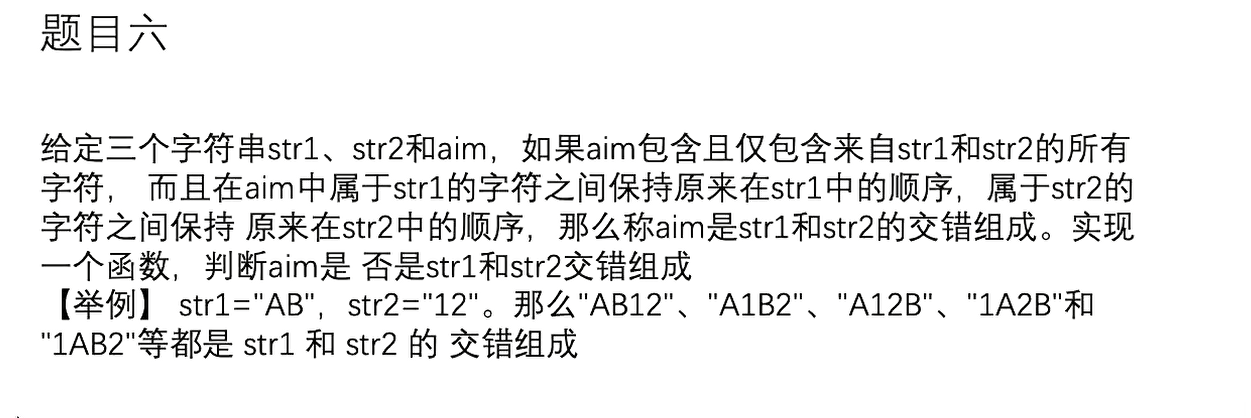 题目六
给定三个字符串str1、str2和aim，如果aim包含且仅包含来自str1和str2的所有
字符， 而且在aim中属于str1的字符之间保持原来在str1中的顺序，属于str2的
字符之间保持 原来在str2中的顺序，那么称aim是str1和str2的交错组成。实现
一个函数，判断aim是 否是str1和str2交错组成
【举例】 str1="AB"，str2="12"。那么"AB12"、"A1B2"、"A12B"、"1A2B"和
"1AB2"等都是 str1 和 str2 的 交错组成